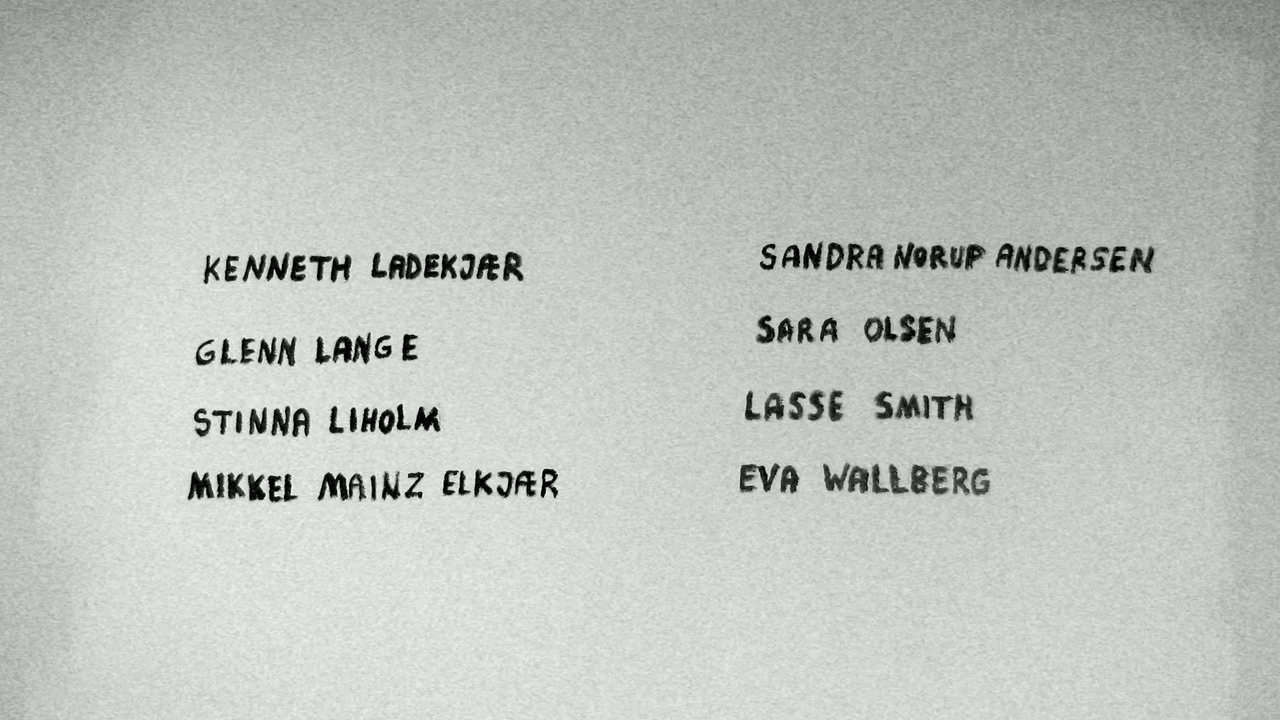 KENNETH LADEKJÆR
GLENN LANGE
STINNA LIHOLM
MIKKEL MAINZ ELKJÆR
SANDRA NORUP ANDERSEN
SARA OLSEN
LASSE SMITH
EVA WALLBERG